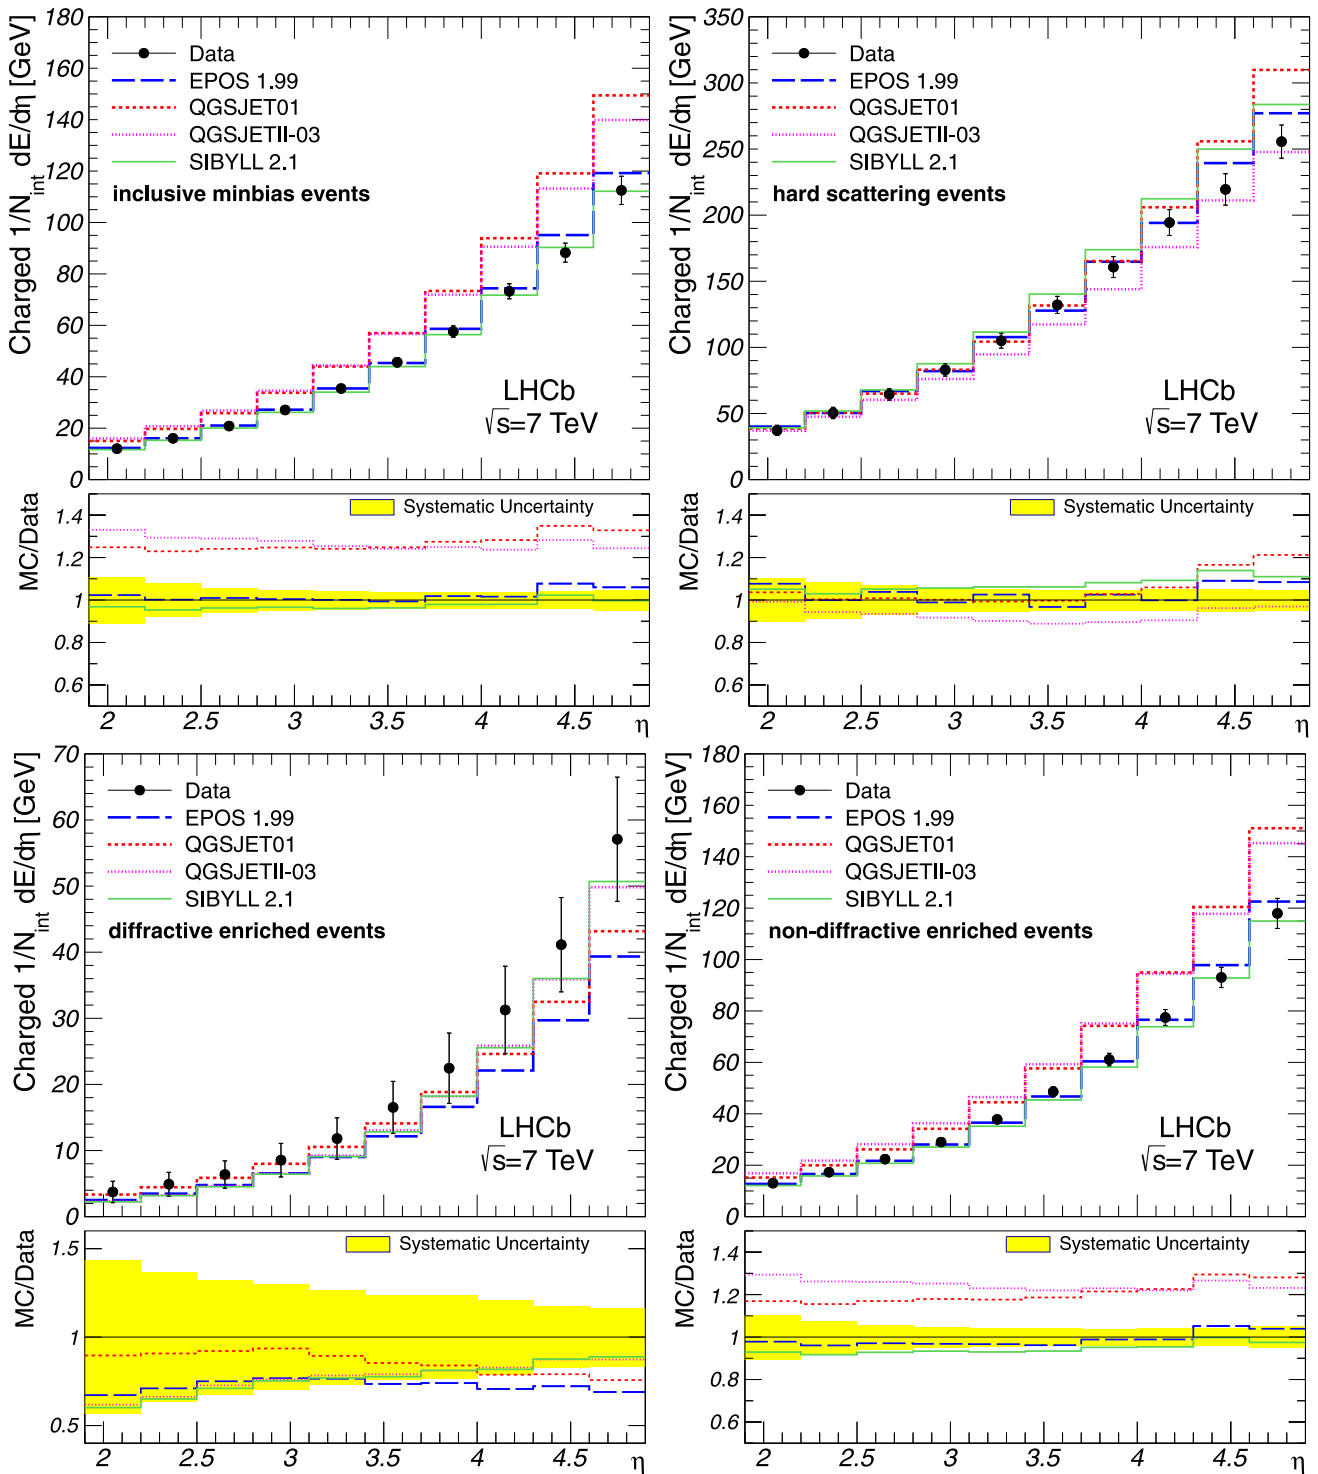 Charged 1/N_int dE/dη [GeV]
180
160
140
120
100
80
60
40
20
0
Data
EPOS 1.99
QGSJET01
QGSJETII-03
SIBYLL 2.1
inclusive minbias events
LHCb
√s=7 TeV
MC/Data
1.4
1.2
1
0.8
0.6
Systematic Uncertainty
2 2.5 3 3.5 4 4.5 η
Charged 1/N_int dE/dη [GeV]
350
300
250
200
150
100
50
0
Data
EPOS 1.99
QGSJET01
QGSJETII-03
SIBYLL 2.1
hard scattering events
LHCb
√s=7 TeV
MC/Data
1.4
1.2
1
0.8
0.6
Systematic Uncertainty
2 2.5 3 3.5 4 4.5 η
Charged 1/N_int dE/dη [GeV]
70
60
50
40
30
20
10
0
Data
EPOS 1.99
QGSJET01
QGSJETII-03
SIBYLL 2.1
diffractive enriched events
LHCb
√s=7 TeV
MC/Data
1.5
1
0.5
Systematic Uncertainty
2 2.5 3 3.5 4 4.5 η
Charged 1/N_int dE/dη [GeV]
180
160
140
120
100
80
60
40
20
0
Data
EPOS 1.99
QGSJET01
QGSJETII-03
SIBYLL 2.1
non-diffractive enriched events
LHCb
√s=7 TeV
MC/Data
1.4
1.2
1
0.8
0.6
Systematic Uncertainty
2 2.5 3 3.5 4 4.5 η